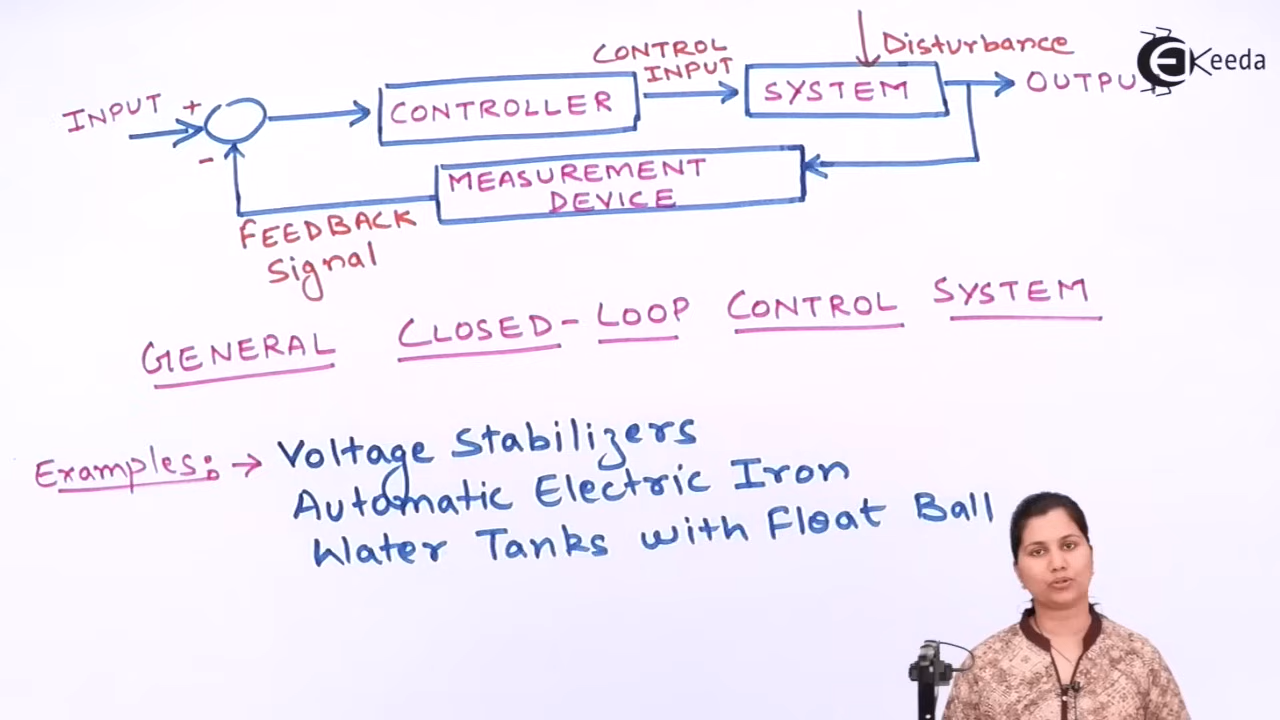 INPUT + -
CONTROLLER
CONTROL
INPUT
SYSTEM
Disturbance
OUTPU
Keeda
MEASUREMENT
DEVICE
FEEDBACK
Signal
GENERAL CLOSED-LOOP CONTROL SYSTEM
Examples: → Voltage Stabilizers
Automatic Electric Iron
Water Tanks with Float Ball